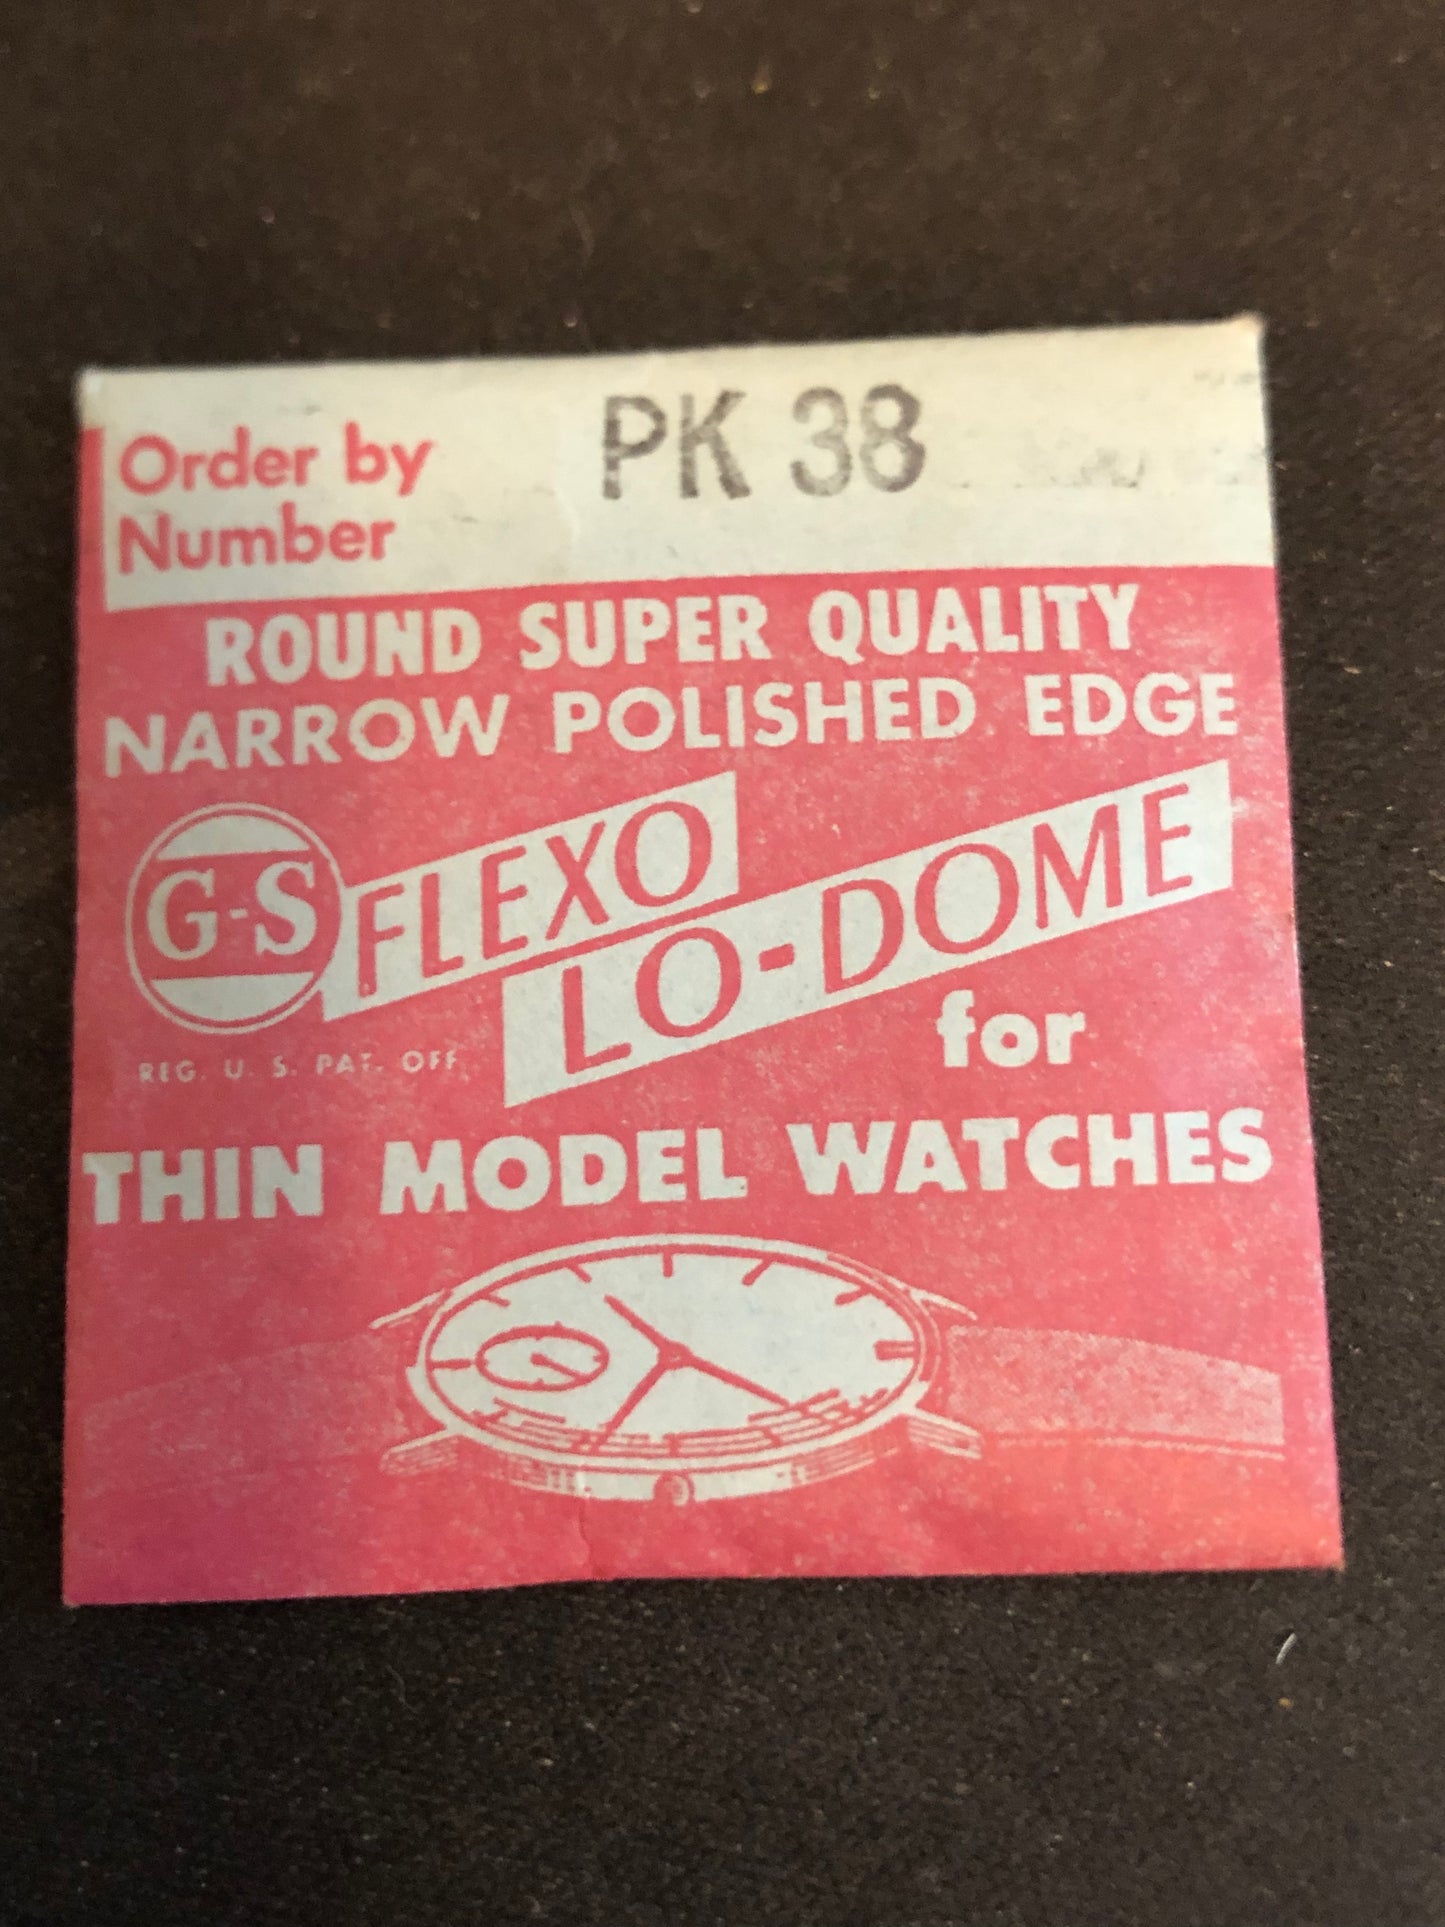 Order by
Number
PK 38
ROUND SUPER QUALITY
NARROW POLISHED EDGE
G-S
FLEXO
LO-DOME
REG. U. S. PAT. OFF.
for
THIN MODEL WATCHES